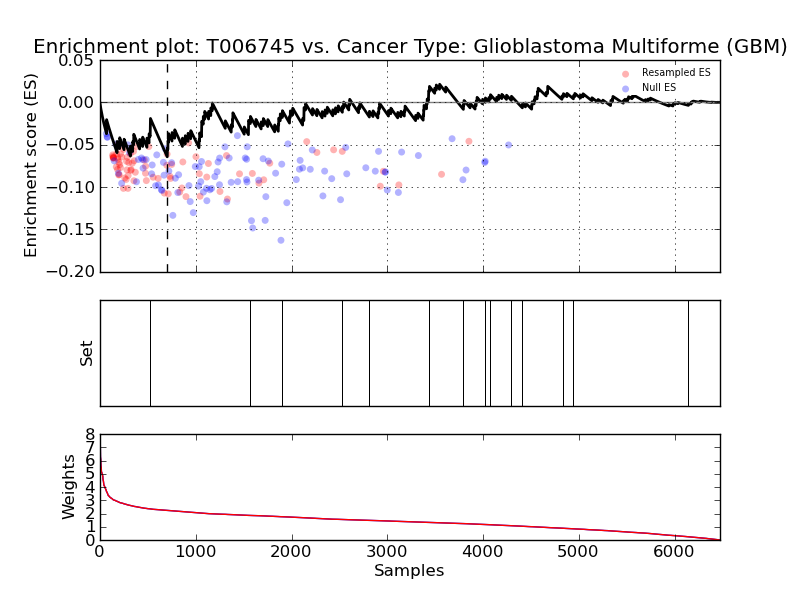 Enrichment plot: T006745 vs. Cancer Type: Glioblastoma Multiforme (GBM)
Enrichment score (ES)
0.05
0.00
−0.05
−0.10
−0.15
−0.20
Resampled ES
Null ES
Set
Weights
8
7
6
5
4
3
2
1
0
0 1000 2000 3000 4000 5000 6000
Samples